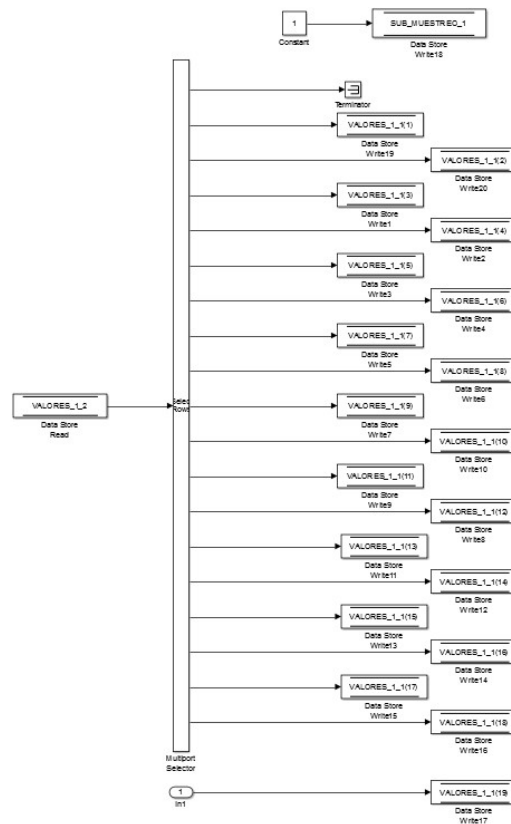 1
SUB_MUESTREO_1
Constant
Data Store
Write18
Terminator
VALORES_1_1(1)
Data Store
Write19
VALORES_1_1(2)
Data Store
Write20
VALORES_1_1(3)
Data Store
Write1
VALORES_1_1(4)
Data Store
Write2
VALORES_1_1(5)
Data Store
Write3
VALORES_1_1(6)
Data Store
Write4
VALORES_1_1(7)
Data Store
Write5
VALORES_1_1(8)
Data Store
Write6
VALORES_1_2
Data Store
Read
Select
Rows
VALORES_1_1(9)
Data Store
Write7
VALORES_1_1(10)
Data Store
Write10
VALORES_1_1(11)
Data Store
Write9
VALORES_1_1(12)
Data Store
Write8
VALORES_1_1(13)
Data Store
Write11
VALORES_1_1(14)
Data Store
Write12
VALORES_1_1(15)
Data Store
Write13
VALORES_1_1(16)
Data Store
Write14
VALORES_1_1(17)
Data Store
Write15
VALORES_1_1(18)
Data Store
Write16
Multiport
Selector
1
In1
VALORES_1_1(19)
Data Store
Write17